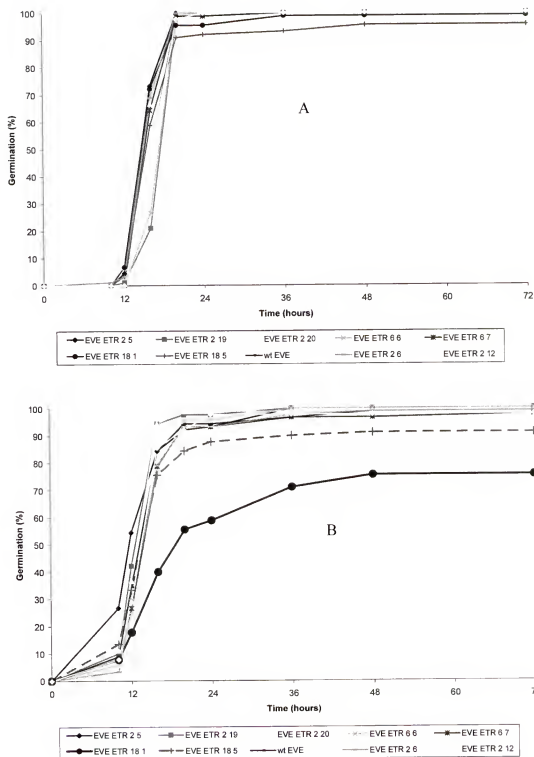 100
90
80
70
60
50
40
30
20
10
0
Germination (%)
A
0 12 24 36 48 60 72
Time (hours)
EVE ETR 2 5 EVE ETR 2 19 EVE ETR 2 20 EVE ETR 6 6 EVE ETR 6 7
EVE ETR 18 1 EVE ETR 18 5 wt EVE EVE ETR 2 6 EVE ETR 2 12
100
90
80
70
60
50
40
30
20
10
0
Germination (%)
B
0 12 24 36 48 60 7
Time (hours)
EVE ETR 2 5 EVE ETR 2 19 EVE ETR 2 20 EVE ETR 6 6 EVE ETR 6 7
EVE ETR 18 1 EVE ETR 18 5 wt EVE EVE ETR 2 6 EVE ETR 2 12